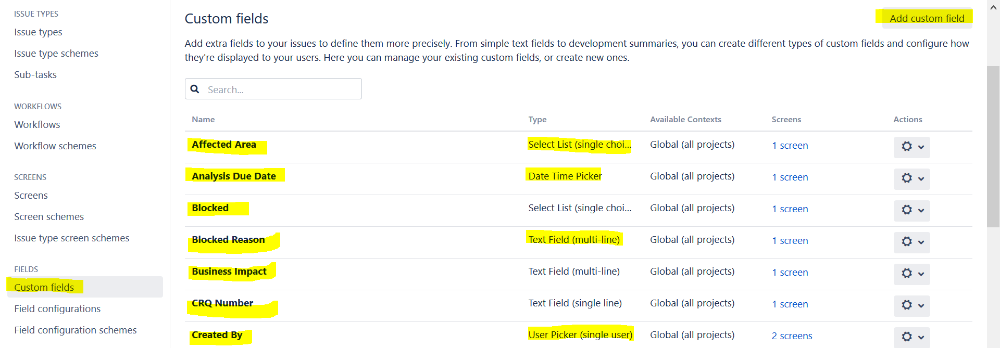 ISSUE TYPES
Issue types
Issue type schemes
Sub-tasks
WORKFLOWS
Workflows
Workflow schemes
SCREENS
Screens
Screen schemes
Issue type screen schemes
FIELDS
Custom fields
Field configurations
Field configuration schemes
Custom fields
Add custom field
Add extra fields to your issues to define them more precisely. From simple text fields to development summaries, you can create different types of custom fields and configure how
they're displayed to your users. Here you can manage your existing custom fields, or create new ones.
Search...
Name Type Available Contexts Screens Actions
Affected Area Select List (single choi... Global (all projects) 1 screen
Analysis Due Date Date Time Picker Global (all projects) 1 screen
Blocked Select List (single choi... Global (all projects) 1 screen
Blocked Reason Text Field (multi-line) Global (all projects) 1 screen
Business Impact Text Field (multi-line) Global (all projects) 1 screen
CRQ Number Text Field (single line) Global (all projects) 1 screen
Created By User Picker (single user) Global (all projects) 2 screens